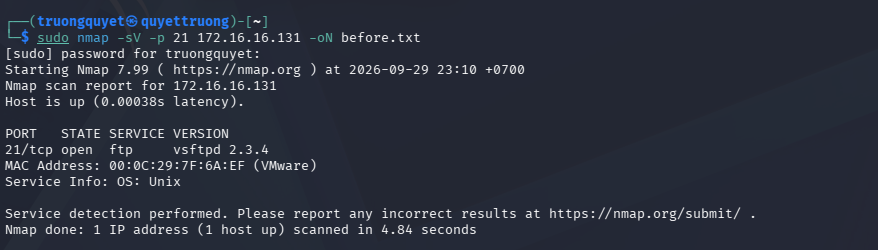 ┌──(truongquyet㉿quyettruong)-[~]
└─$ sudo nmap -sV -p 21 172.16.16.131 -oN before.txt
[sudo] password for truongquyet:
Starting Nmap 7.99 ( https://nmap.org ) at 2026-09-29 23:10 +0700
Nmap scan report for 172.16.16.131
Host is up (0.00038s latency).

PORT   STATE SERVICE VERSION
21/tcp open  ftp     vsftpd 2.3.4
MAC Address: 00:0C:29:7F:6A:EF (VMware)
Service Info: OS: Unix

Service detection performed. Please report any incorrect results at https://nmap.org/submit/ .
Nmap done: 1 IP address (1 host up) scanned in 4.84 seconds